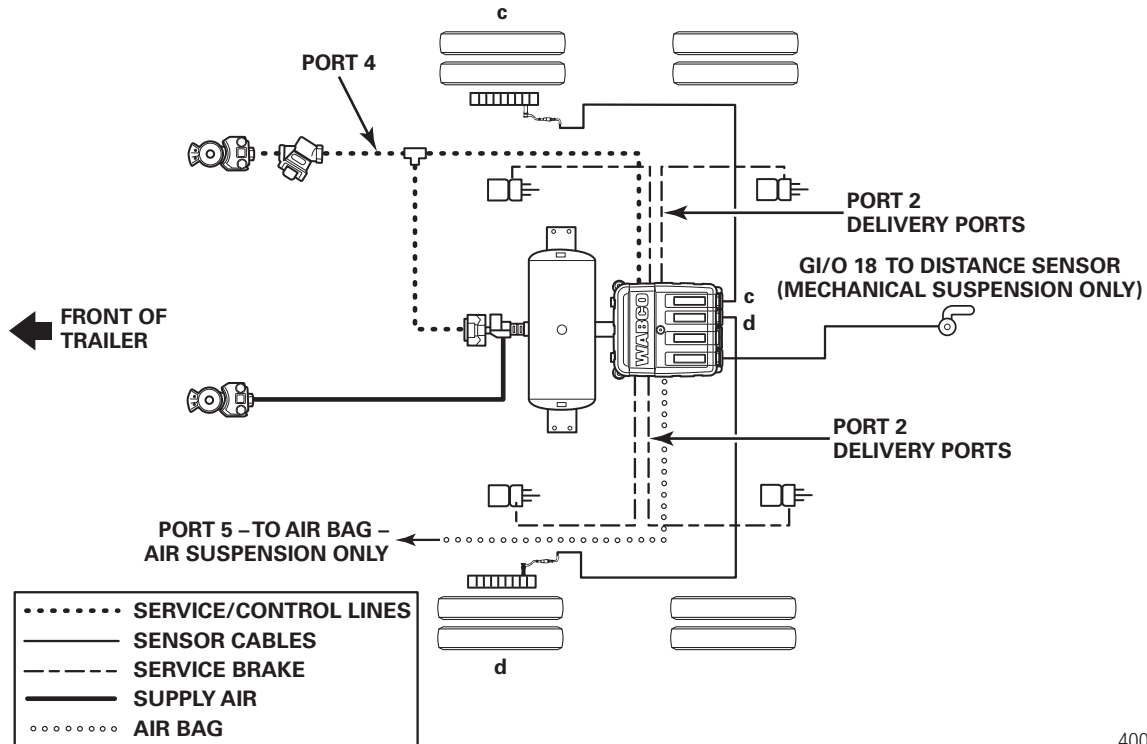 c
PORT 4
PORT 2
DELIVERY PORTS
GI/O 18 TO DISTANCE SENSOR
(MECHANICAL SUSPENSION ONLY)
c
d
WABCO
FRONT OF
TRAILER
PORT 2
DELIVERY PORTS
PORT 5 – TO AIR BAG –
AIR SUSPENSION ONLY
d
SERVICE/CONTROL LINES
SENSOR CABLES
SERVICE BRAKE
SUPPLY AIR
AIR BAG
400